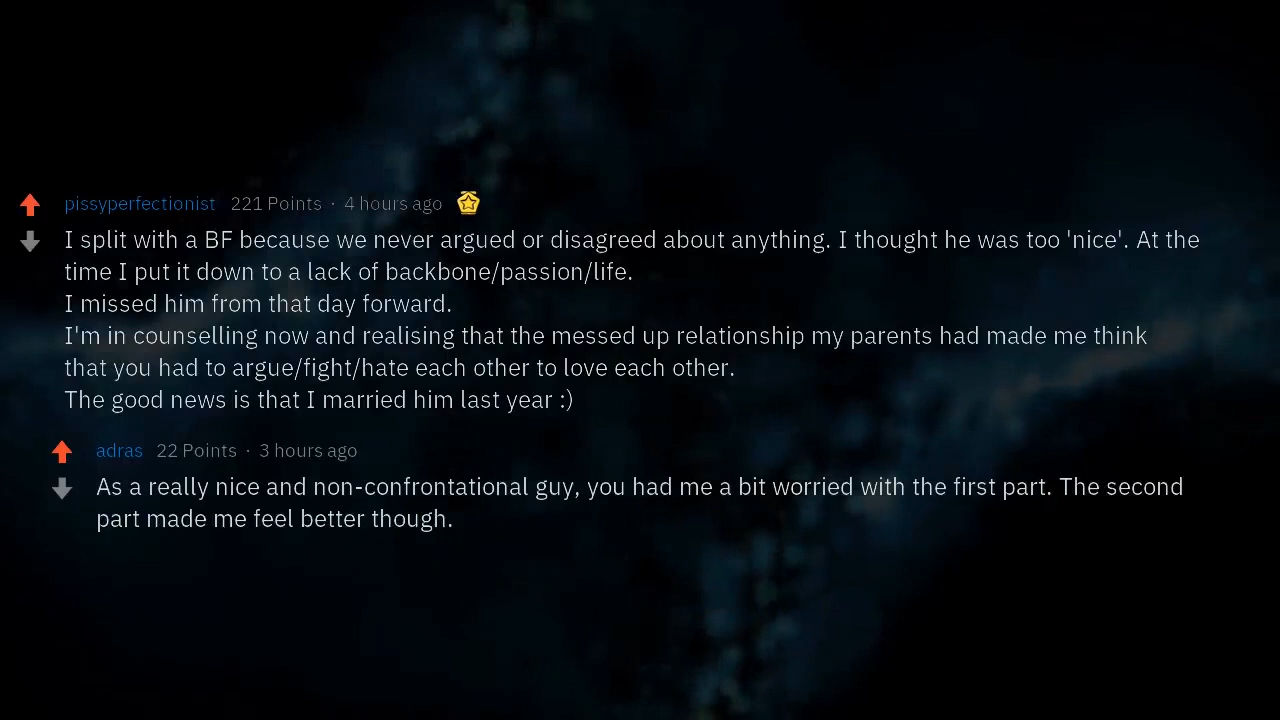 pissyperfectionist 221 Points · 4 hours ago
I split with a BF because we never argued or disagreed about anything. I thought he was too 'nice'. At the
time I put it down to a lack of backbone/passion/life.
I missed him from that day forward.
I'm in counselling now and realising that the messed up relationship my parents had made me think
that you had to argue/fight/hate each other to love each other.
The good news is that I married him last year :)
adras 22 Points · 3 hours ago
As a really nice and non-confrontational guy, you had me a bit worried with the first part. The second
part made me feel better though.